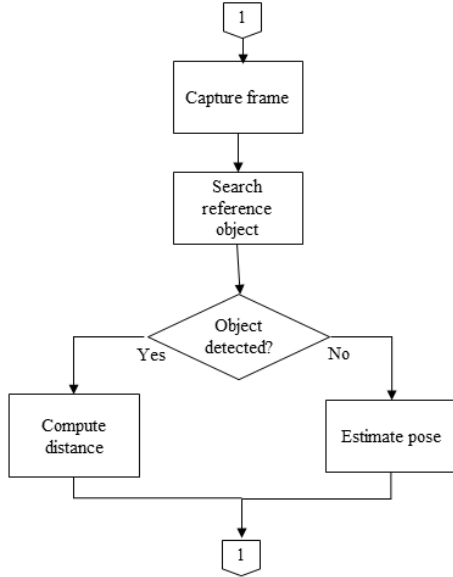 1
Capture frame
Search
reference
object
Object
detected?
Yes
No
Compute
distance
Estimate pose
1